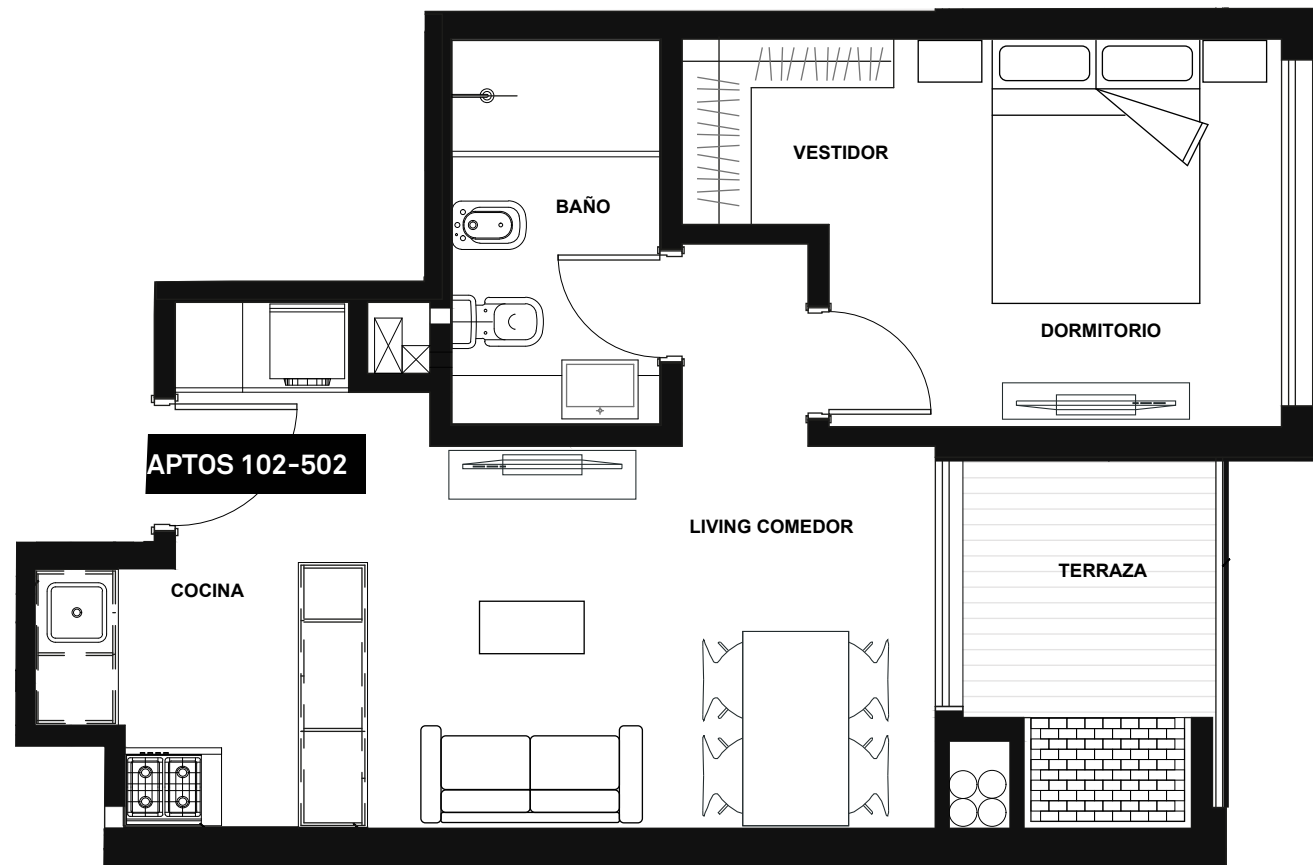 VESTIDOR
BAÑO
DORMITORIO
APTOS 102-502
LIVING COMEDOR
TERRAZA
COCINA